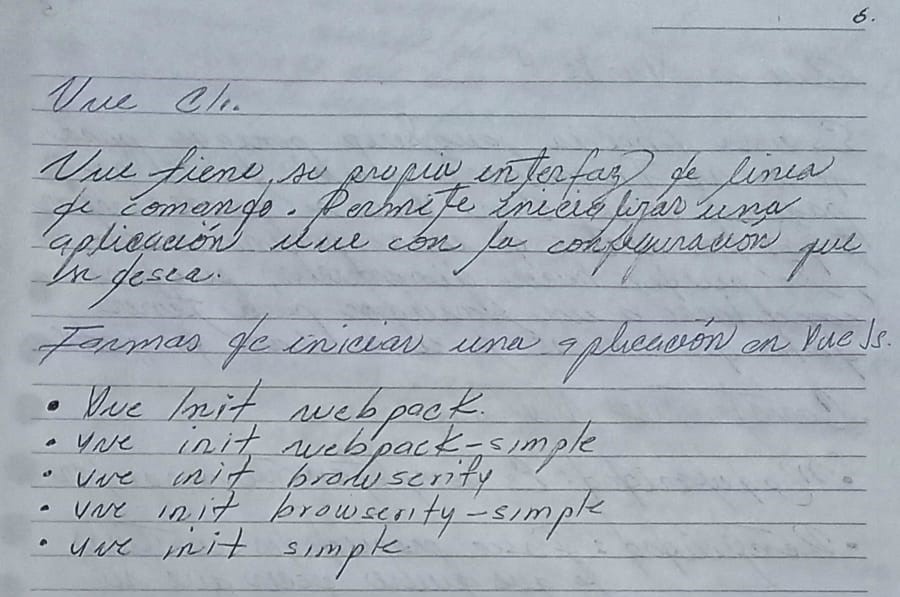 6.
Vue Cli.
Vue tiene su propia interfaz de linea
de comando. Permite inicializar una
aplicación vue con la configuración que
se desea.
Formas de iniciar una aplicación en Vue Js.
• Vue Init webpack.
• vue init webpack-simple
• vue init browserify
• vue init browserify-simple
• vue init simple.